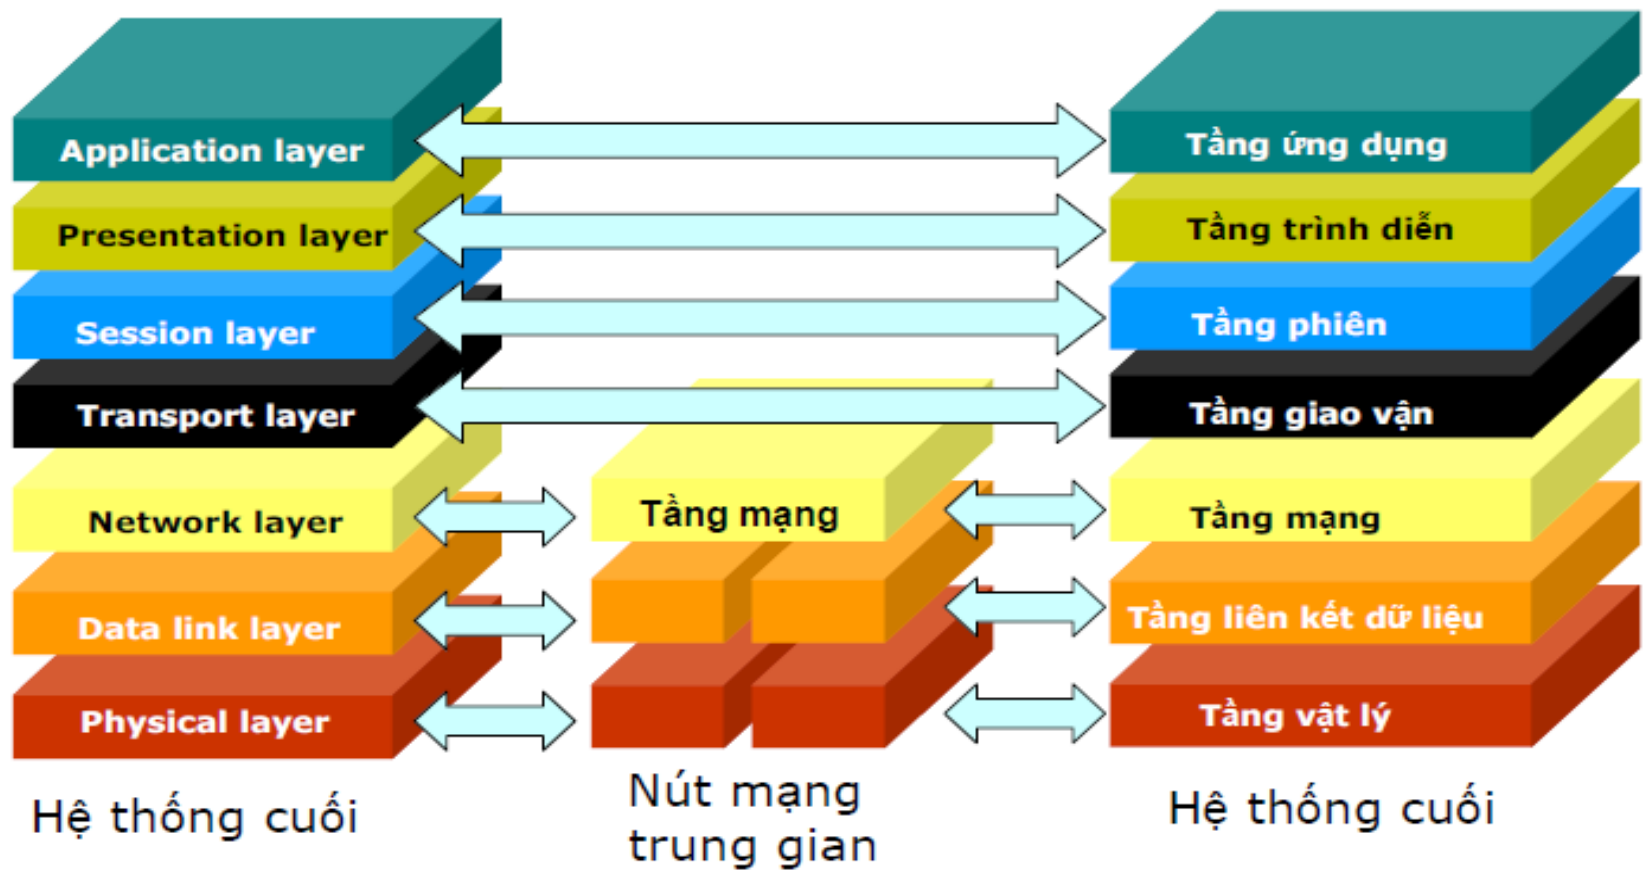 Application layer
Presentation layer
Session layer
Transport layer
Network layer
Data link layer
Physical layer
Hệ thống cuối
Tầng mạng
Nút mạng
trung gian
Tầng ứng dụng
Tầng trình diễn
Tầng phiên
Tầng giao vận
Tầng mạng
Tầng liên kết dữ liệu
Tầng vật lý
Hệ thống cuối